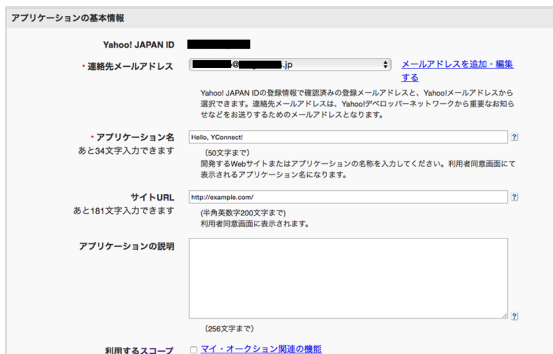 アプリケーションの基本情報
Yahoo! JAPAN ID
・連絡先メールアドレス
@
.jp
メールアドレスを追加・編集
する
Yahoo! JAPAN IDの登録情報で確認済みの登録メールアドレスと、Yahoo!メールアドレスから
選択できます。連絡先メールアドレスは、Yahoo!デベロッパーネットワークから重要なお知ら
せなどをお送りするためのメールアドレスとなります。
・アプリケーション名
Hello, YConnect!
?
あと34文字入力できます
(50文字まで)
開発するWebサイトまたはアプリケーションの名称を入力してください。利用者同意画面にて
表示されるアプリケーション名になります。
サイトURL
http://example.com/
?
あと181文字入力できます
(半角英数字200文字まで)
利用者同意画面に表示されます。
アプリケーションの説明
?
(256文字まで)
利用するスコープ
マイ・オークション関連の機能